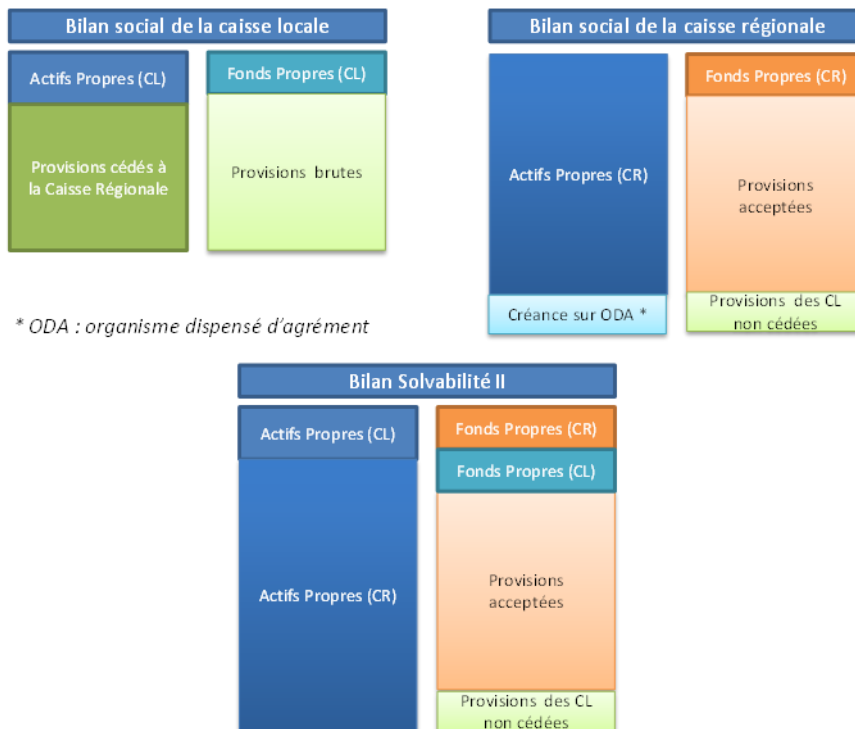 Bilan social de la caisse locale
Actifs Propres (CL)
Fonds Propres (CL)
Provisions cédés à
la Caisse Régionale
Provisions brutes
Bilan social de la caisse régionale
Fonds Propres (CR)
Actifs Propres (CR)
Provisions
acceptées
Créance sur ODA *
Provisions des CL
non cédées
* ODA : organisme dispensé d'agrément
Bilan Solvabilité II
Actifs Propres (CL)
Fonds Propres (CR)
Fonds Propres (CL)
Actifs Propres (CR)
Provisions
acceptées
Provisions des CL
non cédées